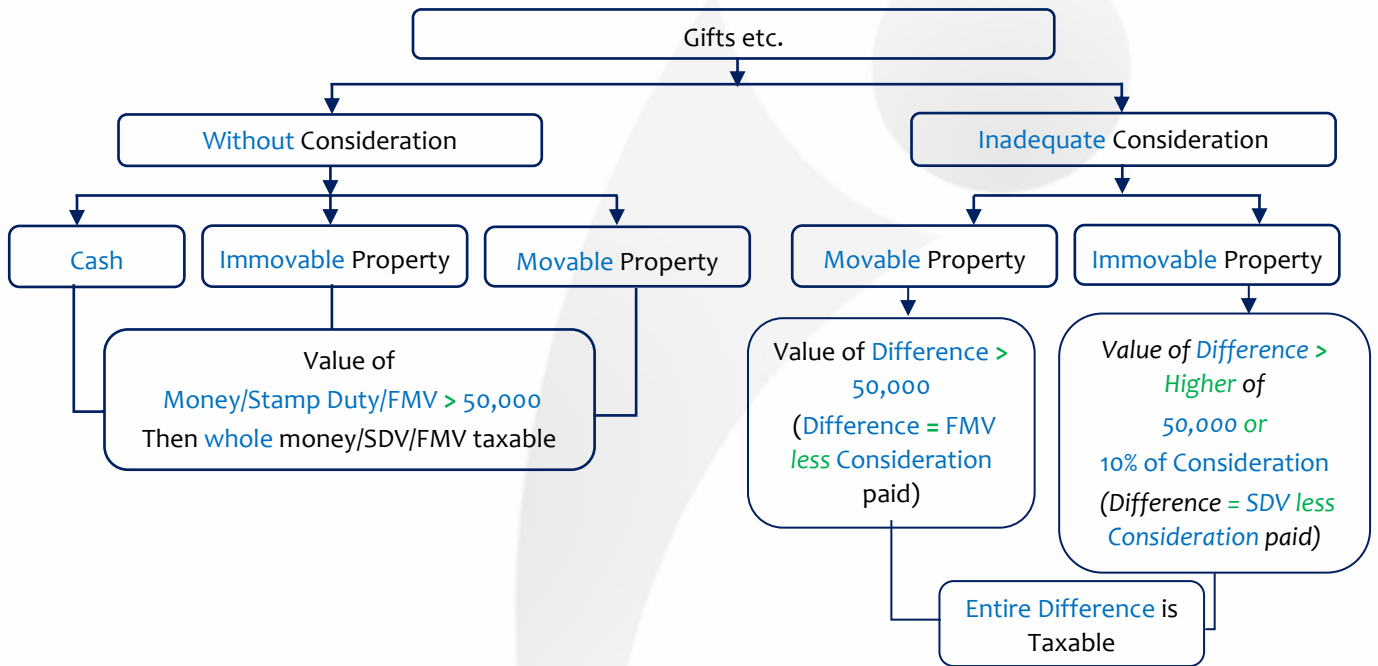 Gifts etc.
Without Consideration
Inadequate Consideration
Cash
Immovable Property
Movable Property
Movable Property
Immovable Property
Value of
Money/Stamp Duty/FMV > 50,000
Then whole money/SDV/FMV taxable
Value of Difference >
50,000
(Difference = FMV
less Consideration
paid)
Value of Difference >
Higher of
50,000 or
10% of Consideration
(Difference = SDV less
Consideration paid)
Entire Difference is
Taxable